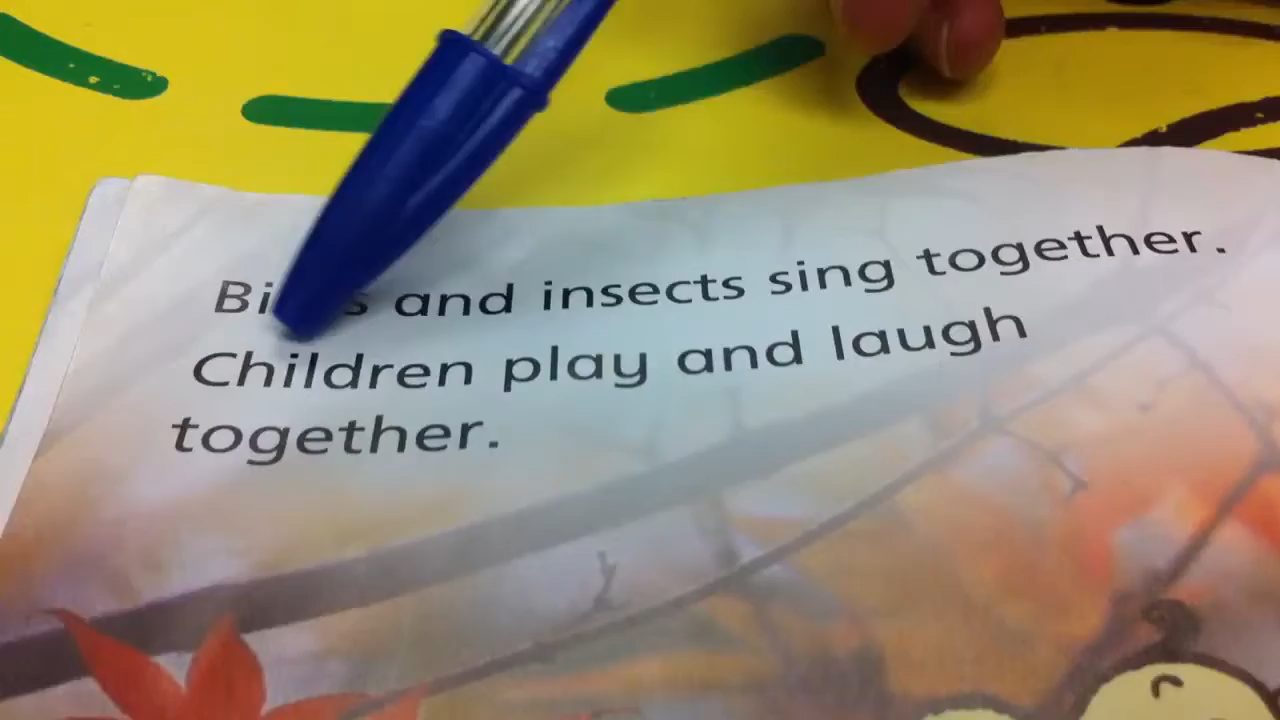 and insects sing together.
Children play and laugh
together.